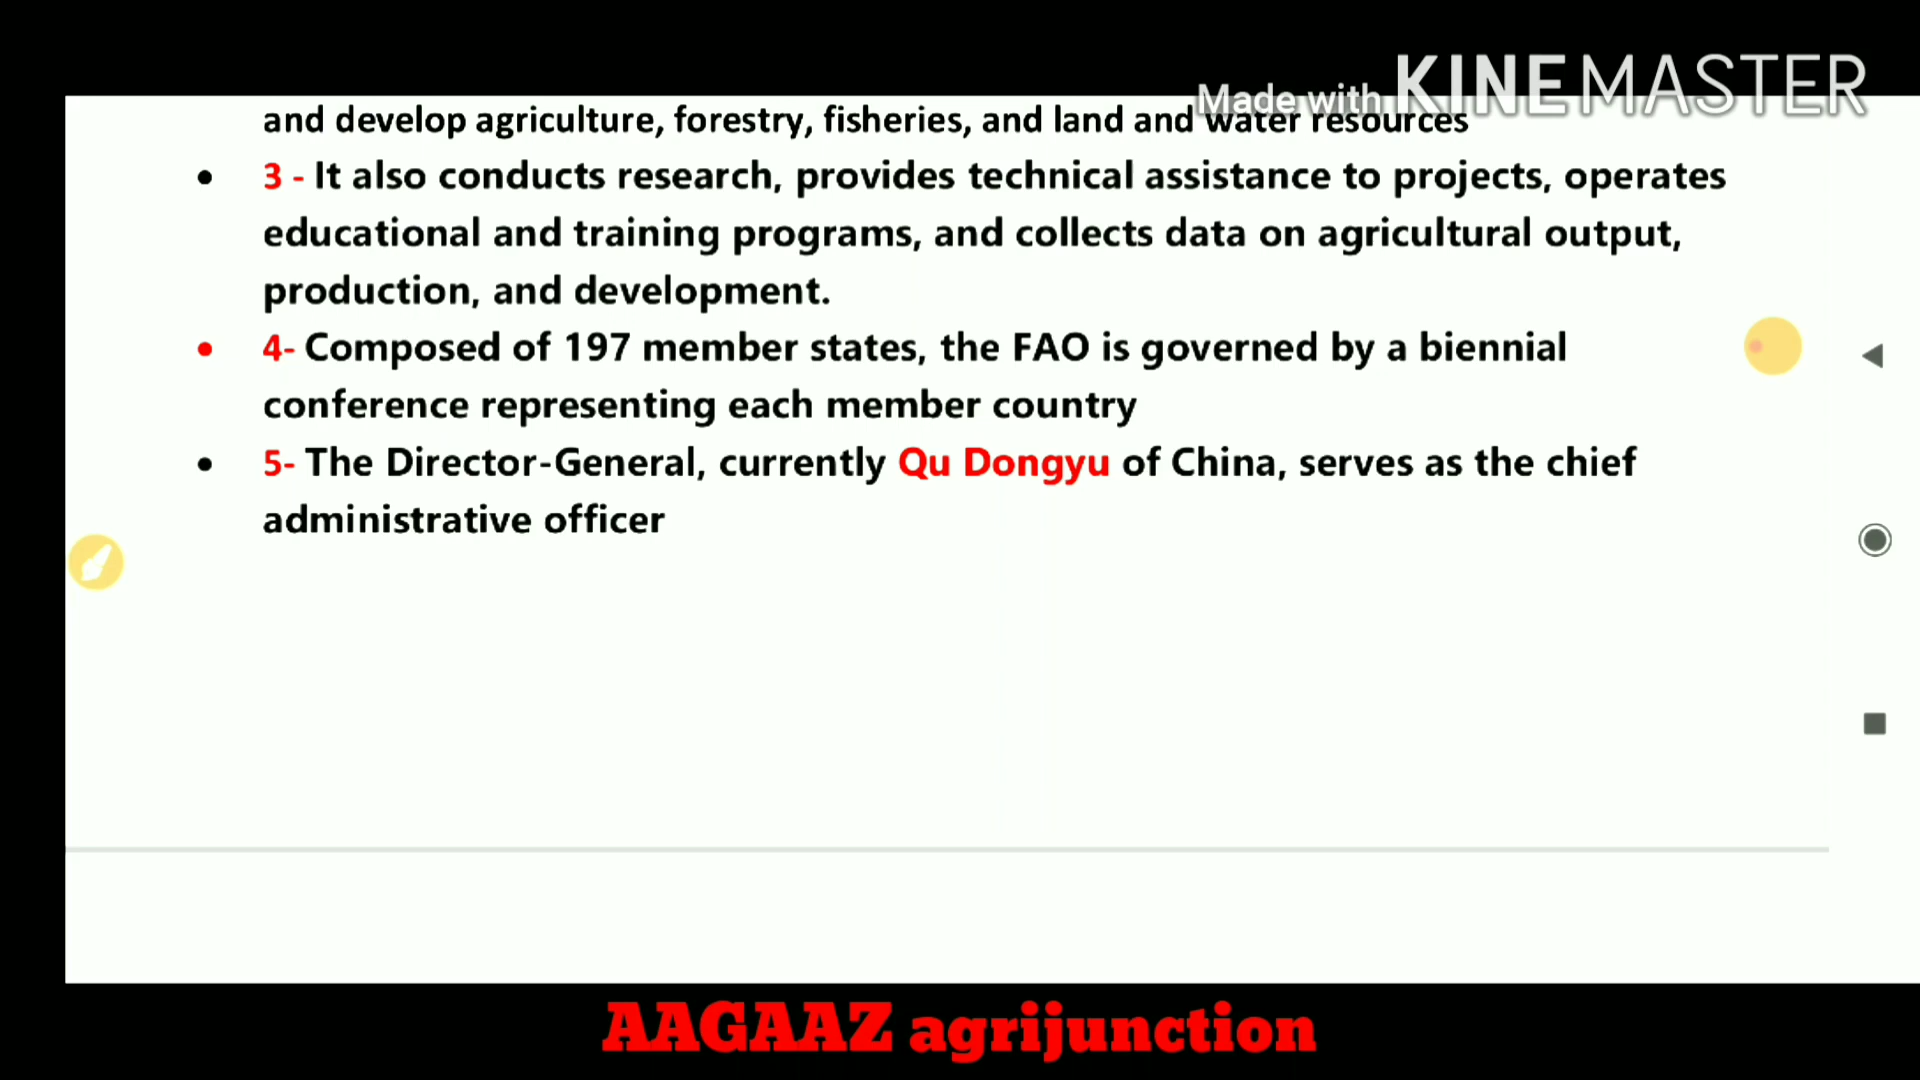 Made with KINEMASTER
and develop agriculture, forestry, fisheries, and land and water resources
• 3 - It also conducts research, provides technical assistance to projects, operates
educational and training programs, and collects data on agricultural output,
production, and development.
• 4- Composed of 197 member states, the FAO is governed by a biennial
conference representing each member country
• 5- The Director-General, currently Qu Dongyu of China, serves as the chief
administrative officer
AAGAAZ agrijunction